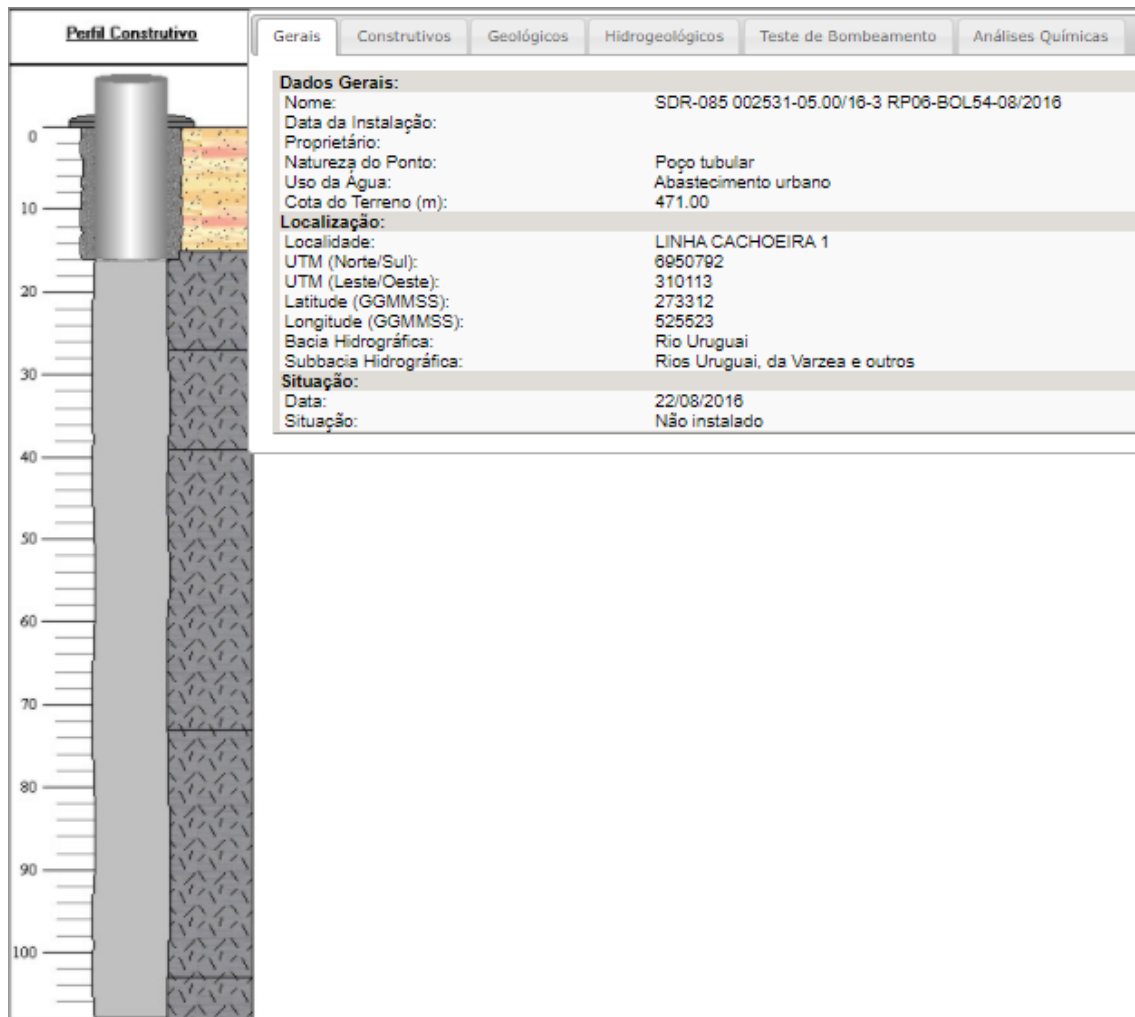 Perfil Construtivo
0
10
20
30
40
50
60
70
80
90
100
Gerais Construtivos Geológicos Hidrogeológicos Teste de Bombeamento Análises Químicas
Dados Gerais:
Nome: SDR-085 002531-05.00/16-3 RP06-BOL54-08/2016
Data da Instalação:
Proprietário:
Natureza do Ponto: Poço tubular
Uso da Água: Abastecimento urbano
Cota do Terreno (m): 471.00
Localização:
Localidade: LINHA CACHOEIRA 1
UTM (Norte/Sul): 6950792
UTM (Leste/Oeste): 310113
Latitude (GGMMSS): 273312
Longitude (GGMMSS): 525523
Bacia Hidrográfica: Rio Uruguai
Subbacia Hidrográfica: Rios Uruguai, da Varzea e outros
Situação:
Data: 22/08/2016
Situação: Não instalado